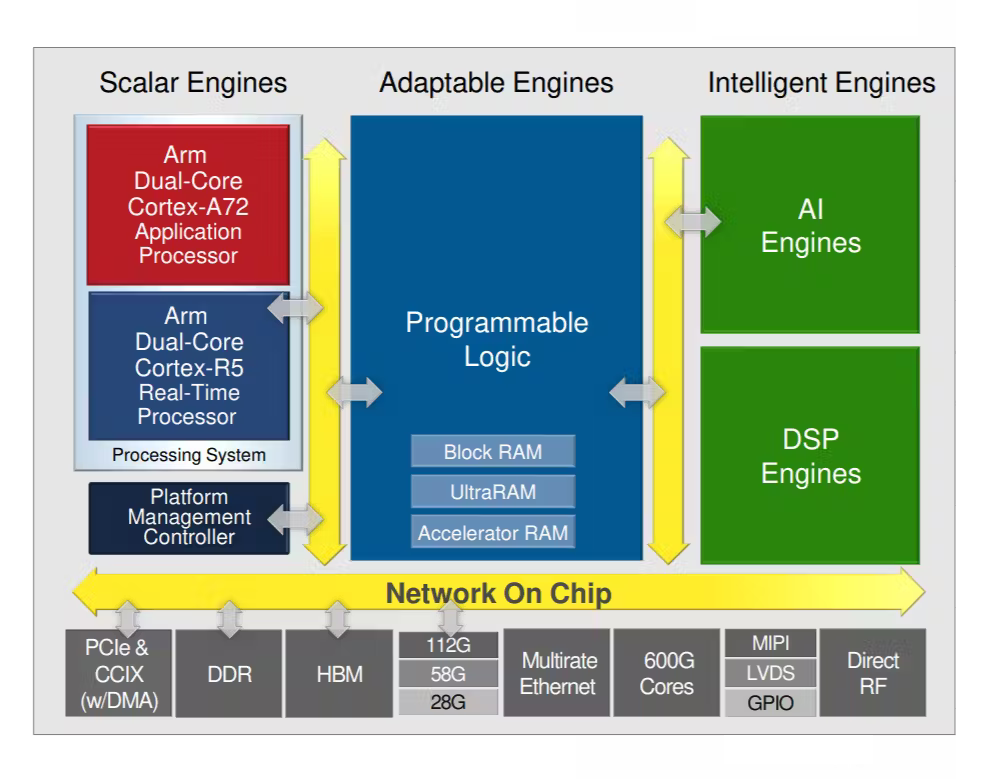 Scalar Engines
Adaptable Engines
Intelligent Engines
Arm
Dual-Core
Cortex-A72
Application
Processor
Arm
Dual-Core
Cortex-R5
Real-Time
Processor
Processing System
Platform
Management
Controller
Programmable
Logic
Block RAM
UltraRAM
Accelerator RAM
AI
Engines
DSP
Engines
Network On Chip
PCIe &
CCIX
(w/DMA)
DDR
HBM
112G
58G
28G
Multirate
Ethernet
600G
Cores
MIPI
LVDS
GPIO
Direct
RF